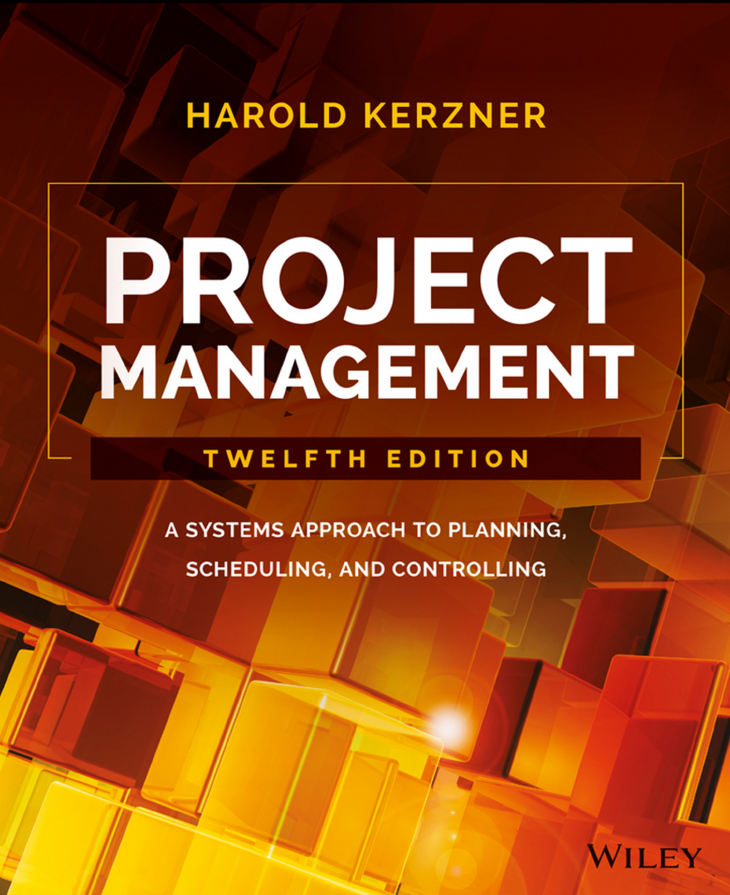 HAROLD KERZNER
PROJECT
MANAGEMENT
TWELFTH EDITION
A SYSTEMS APPROACH TO PLANNING,
SCHEDULING, AND CONTROLLING
WILEY